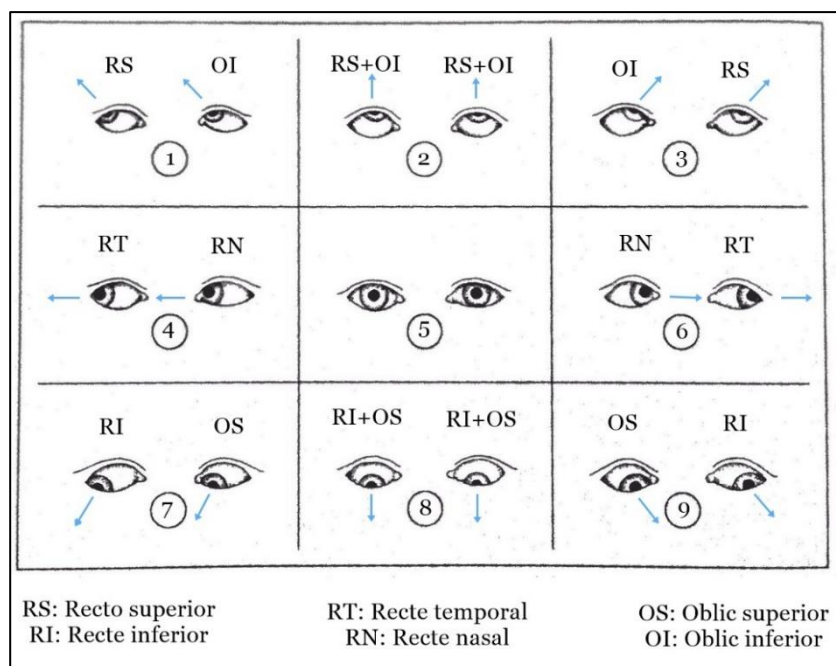 RS OI RS+OI RS+OI OI RS
1 2 3
RT RN RN RT
4 5 6
RI OS RI+OS RI+OS OS RI
7 8 9
RS: Recto superior RT: Recte temporal OS: Oblic superior
RI: Recte inferior RN: Recte nasal OI: Oblic inferior